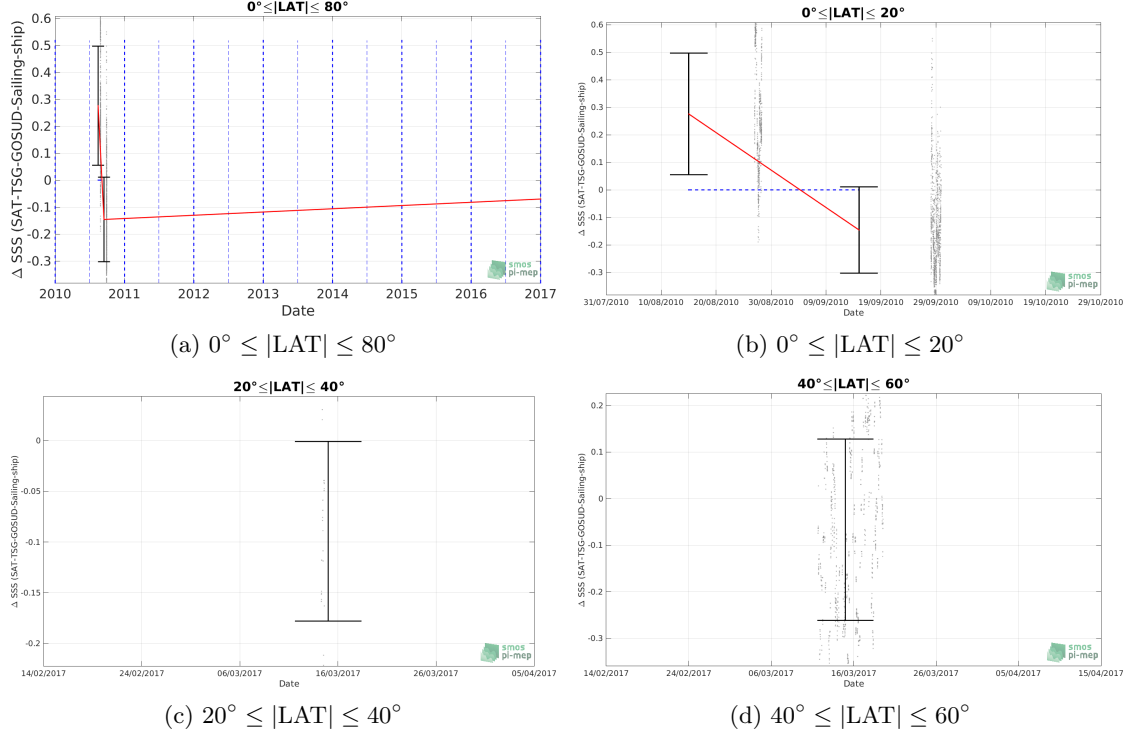 0°≤|LAT|≤ 80°
Δ SSS (SAT-TSG-GOSUD-Sailing-ship)
0.6
0.5
0.4
0.3
0.2
0.1
0
-0.1
-0.2
-0.3
2010 2011 2012 2013 2014 2015 2016 2017
Date
smos
pi-mep
(a) 0° ≤ |LAT| ≤ 80°
0°≤|LAT|≤ 20°
Δ SSS (SAT-TSG-GOSUD-Sailing-ship)
0.6
0.5
0.4
0.3
0.2
0.1
0
-0.1
-0.2
-0.3
31/07/2010 10/08/2010 20/08/2010 30/08/2010 09/09/2010 19/09/2010 29/09/2010 09/10/2010 19/10/2010 29/10/2010
Date
smos
pi-mep
(b) 0° ≤ |LAT| ≤ 20°
20°≤|LAT|≤ 40°
Δ SSS (SAT-TSG-GOSUD-Sailing-ship)
0
-0.05
-0.1
-0.15
-0.2
14/02/2017 24/02/2017 06/03/2017 16/03/2017 26/03/2017 05/04/2017
Date
smos
pi-mep
(c) 20° ≤ |LAT| ≤ 40°
40°≤|LAT|≤ 60°
Δ SSS (SAT-TSG-GOSUD-Sailing-ship)
0.2
0.1
0
-0.1
-0.2
-0.3
14/02/2017 24/02/2017 06/03/2017 16/03/2017 26/03/2017 05/04/2017 15/04/2017
Date
smos
pi-mep
(d) 40° ≤ |LAT| ≤ 60°